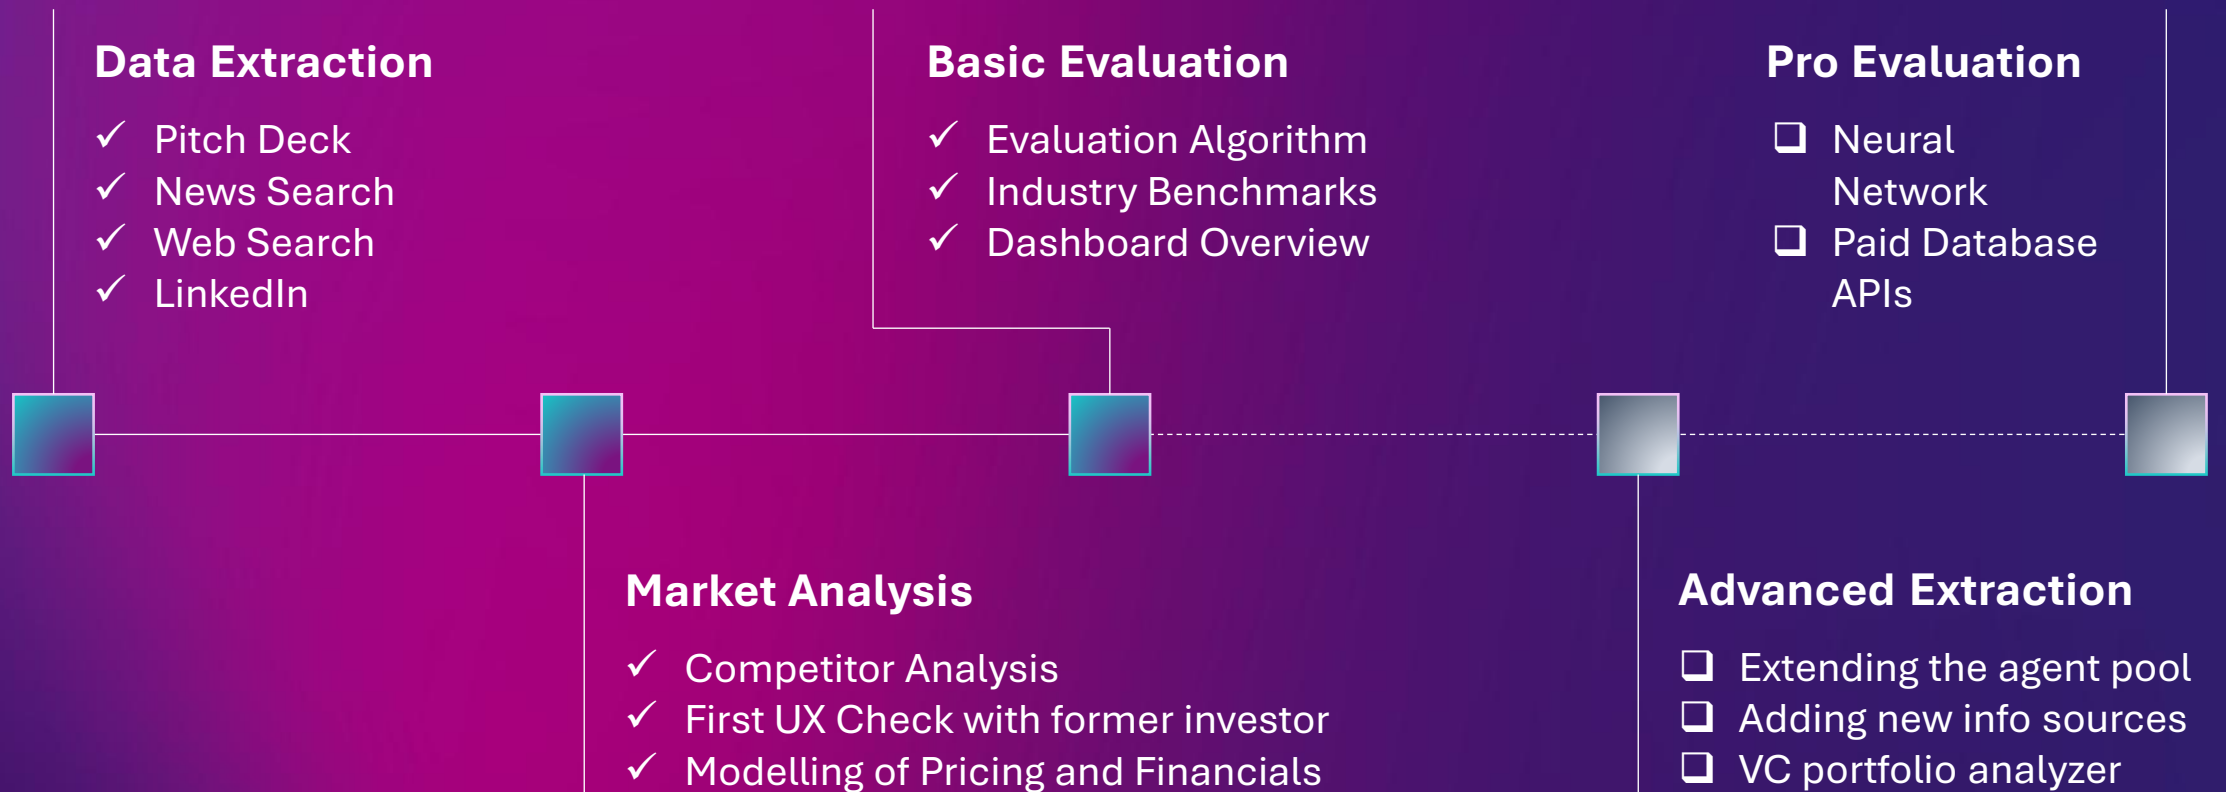 Data Extraction
✓ Pitch Deck
✓ News Search
✓ Web Search
✓ LinkedIn
Basic Evaluation
✓ Evaluation Algorithm
✓ Industry Benchmarks
✓ Dashboard Overview
Pro Evaluation
❑ Neural
Network
❑ Paid Database
APIs
Market Analysis
✓ Competitor Analysis
✓ First UX Check with former investor
✓ Modelling of Pricing and Financials
Advanced Extraction
❑ Extending the agent pool
❑ Adding new info sources
❑ VC portfolio analyzer